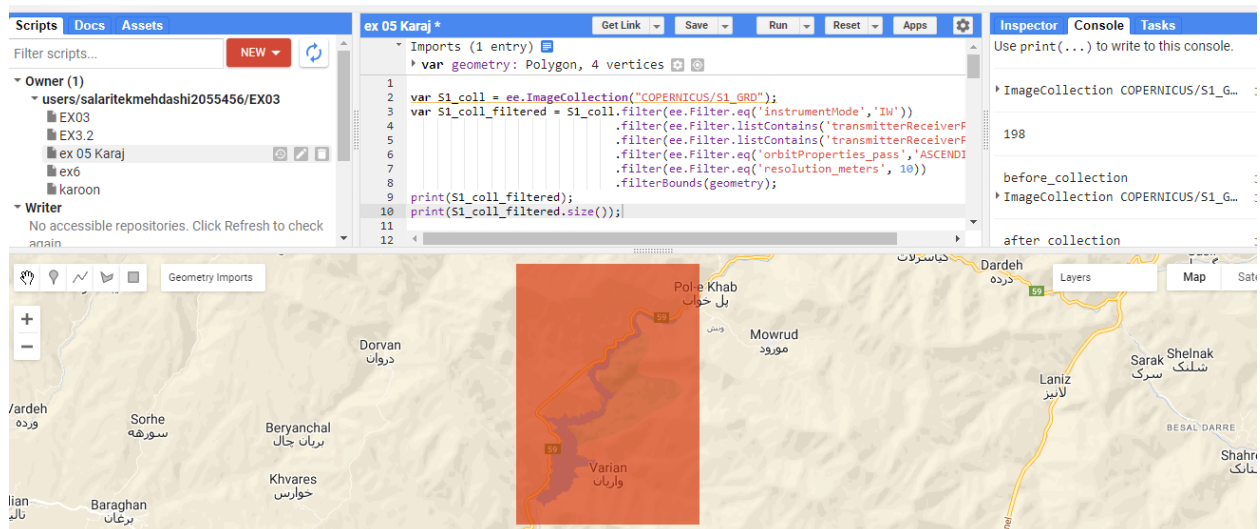 Scripts Docs Assets
Filter scripts...
NEW
Owner (1)
users/salaritekmehdashi2055456/EX03
EX03
EX3.2
ex 05 Karaj
ex6
karoon
Writer
No accessible repositories. Click Refresh to check
again.
ex 05 Karaj *
Get Link Save Run Reset Apps
Imports (1 entry)
var geometry: Polygon, 4 vertices
1
2 var S1_coll = ee.ImageCollection("COPERNICUS/S1_GRD");
3 var S1_coll_filtered = S1_coll.filter(ee.Filter.eq('instrumentMode','IW'))
4 .filter(ee.Filter.listContains('transmitterReceiverP
5 .filter(ee.Filter.listContains('transmitterReceiverP
6 .filter(ee.Filter.eq('orbitProperties_pass','ASCENDI
7 .filter(ee.Filter.eq('resolution_meters', 10))
8 .filterBounds(geometry);
9 print(S1_coll_filtered);
10 print(S1_coll_filtered.size());
11
12
Inspector Console Tasks
Use print(...) to write to this console.
ImageCollection COPERNICUS/S1_G...
198
before_collection
ImageCollection COPERNICUS/S1_G...
after collection
Geometry Imports
Layers
Map Sate
Dardeh
درده
59
Pol-e Khab
پل خواب
59
Mowrud
مورود
Dorvan
دروان
Sarak
سرک
Shelnak
شلنک
Laniz
لانیز
Vardeh
ورده
Sorhe
سورهه
Beryanchal
بریان چال
BESAL DARRE
59
Varian
واریان
Khvares
خوارس
Baraghan
برغان